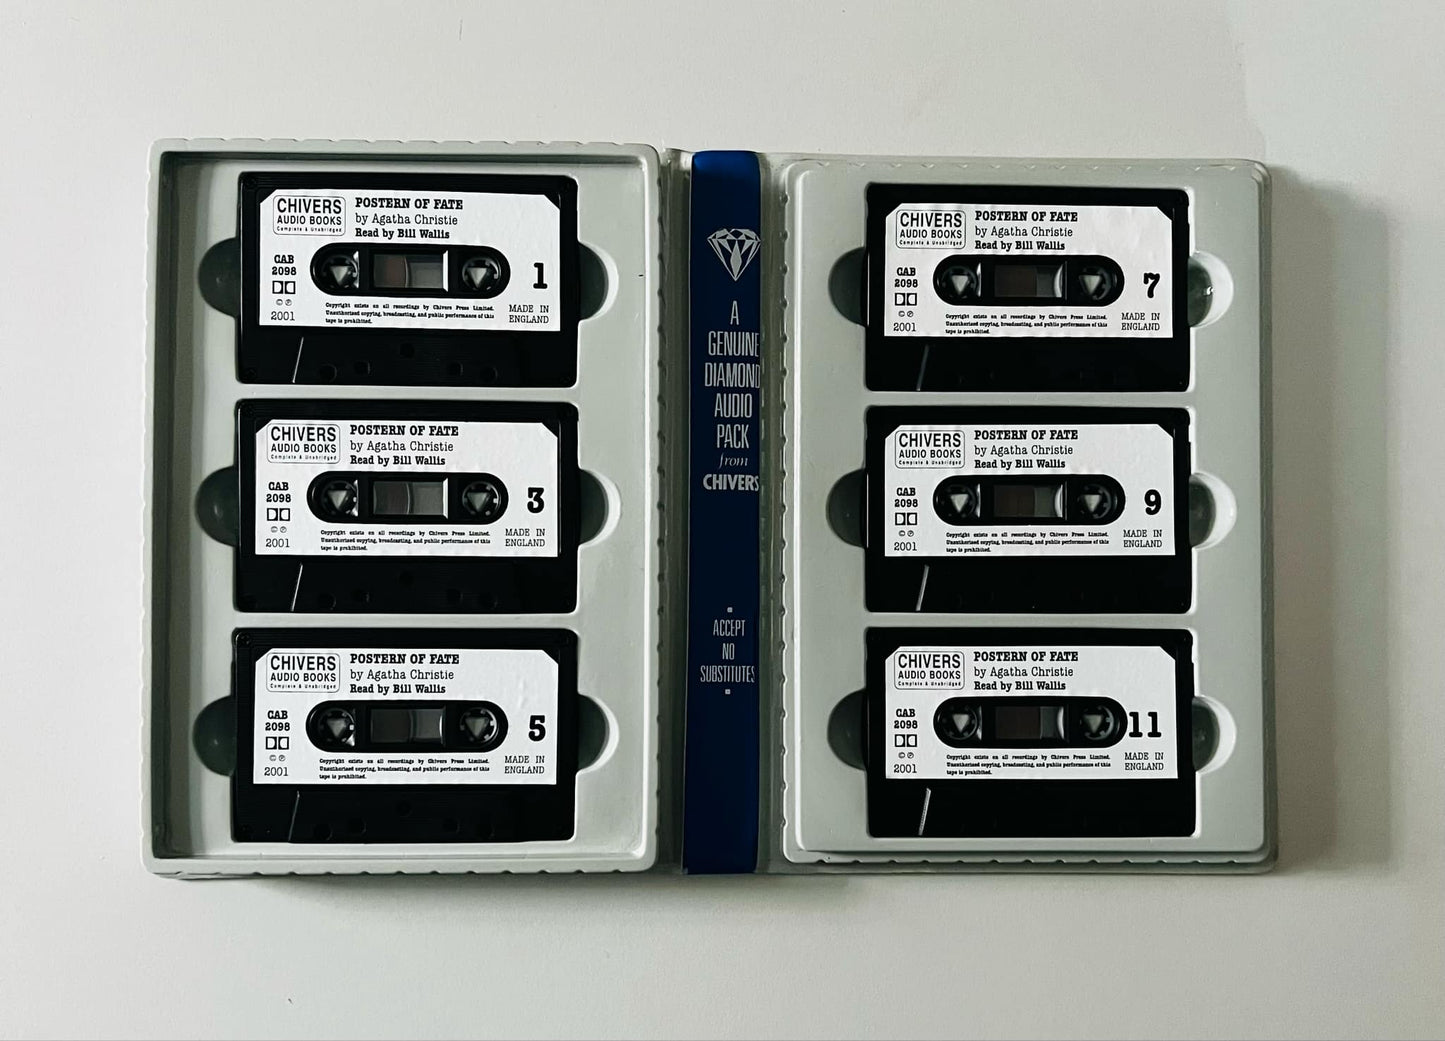 CHIVERS
AUDIO BOOKS
Complete & Unabridged
POSTERN OF FATE
by Agatha Christie
Read by Bill Wallis
CAB
2098
© ℗
2001
1
Copyright exists on all recordings by Chivers Press Limited.
Unauthorised copying, broadcasting, and public performance of this
tape is prohibited.
MADE IN
ENGLAND
CHIVERS
AUDIO BOOKS
Complete & Unabridged
POSTERN OF FATE
by Agatha Christie
Read by Bill Wallis
CAB
2098
© ℗
2001
3
Copyright exists on all recordings by Chivers Press Limited.
Unauthorised copying, broadcasting, and public performance of this
tape is prohibited.
MADE IN
ENGLAND
CHIVERS
AUDIO BOOKS
Complete & Unabridged
POSTERN OF FATE
by Agatha Christie
Read by Bill Wallis
CAB
2098
© ℗
2001
5
Copyright exists on all recordings by Chivers Press Limited.
Unauthorised copying, broadcasting, and public performance of this
tape is prohibited.
MADE IN
ENGLAND
A
GENUINE
DIAMOND
AUDIO
PACK
from
CHIVERS
ACCEPT
NO
SUBSTITUTES
CHIVERS
AUDIO BOOKS
Complete & Unabridged
POSTERN OF FATE
by Agatha Christie
Read by Bill Wallis
CAB
2098
© ℗
2001
7
Copyright exists on all recordings by Chivers Press Limited.
Unauthorised copying, broadcasting, and public performance of this
tape is prohibited.
MADE IN
ENGLAND
CHIVERS
AUDIO BOOKS
Complete & Unabridged
POSTERN OF FATE
by Agatha Christie
Read by Bill Wallis
CAB
2098
© ℗
2001
9
Copyright exists on all recordings by Chivers Press Limited.
Unauthorised copying, broadcasting, and public performance of this
tape is prohibited.
MADE IN
ENGLAND
CHIVERS
AUDIO BOOKS
Complete & Unabridged
POSTERN OF FATE
by Agatha Christie
Read by Bill Wallis
CAB
2098
© ℗
2001
11
Copyright exists on all recordings by Chivers Press Limited.
Unauthorised copying, broadcasting, and public performance of this
tape is prohibited.
MADE IN
ENGLAND